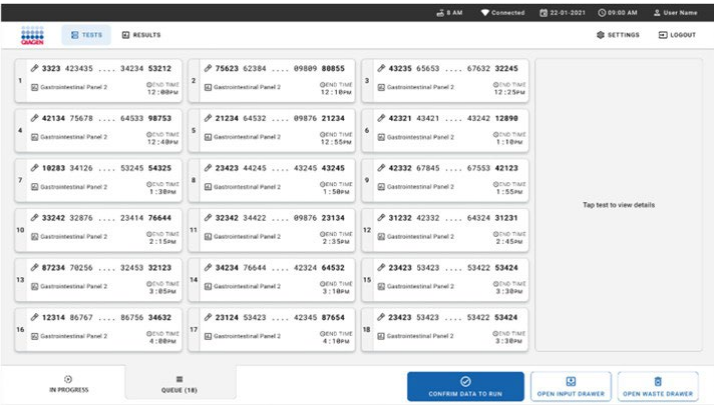 8 AM Connected 22-01-2021 09:00 AM User Name
QIAGEN TESTS RESULTS SETTINGS LOGOUT
1 3323 423435 .... 34234 53212
Gastrointestinal Panel 2 END TIME 12:00PM
2 75623 62384 .... 09809 80855
Gastrointestinal Panel 2 END TIME 12:10PM
3 43235 65653 .... 67632 32245
Gastrointestinal Panel 2 END TIME 12:25PM
4 42134 75678 .... 64533 98753
Gastrointestinal Panel 2 END TIME 12:40PM
5 21234 64532 .... 09876 21234
Gastrointestinal Panel 2 END TIME 12:55PM
6 42321 43421 .... 43242 12890
Gastrointestinal Panel 2 END TIME 1:10PM
7 10283 34126 .... 53245 54325
Gastrointestinal Panel 2 END TIME 1:30PM
8 23423 44245 .... 43245 43245
Gastrointestinal Panel 2 END TIME 1:50PM
9 42332 67845 .... 67553 42123
Gastrointestinal Panel 2 END TIME 1:55PM
10 33242 32876 .... 23414 76644
Gastrointestinal Panel 2 END TIME 2:15PM
11 32342 34422 .... 09876 23134
Gastrointestinal Panel 2 END TIME 2:35PM
12 31232 42332 .... 64324 31231
Gastrointestinal Panel 2 END TIME 2:45PM
13 87234 70256 .... 32453 32123
Gastrointestinal Panel 2 END TIME 3:05PM
14 34234 76644 .... 42324 64532
Gastrointestinal Panel 2 END TIME 3:10PM
15 23423 53423 .... 53422 53424
Gastrointestinal Panel 2 END TIME 3:30PM
16 12314 86767 .... 86756 34632
Gastrointestinal Panel 2 END TIME 4:00PM
17 23124 53423 .... 42345 87654
Gastrointestinal Panel 2 END TIME 4:10PM
18 23423 53423 .... 53422 53424
Gastrointestinal Panel 2 END TIME 3:30PM
Tap test to view details
IN PROGRESS
QUEUE (18)
CONFRIM DATA TO RUN
OPEN INPUT DRAWER
OPEN WASTE DRAWER